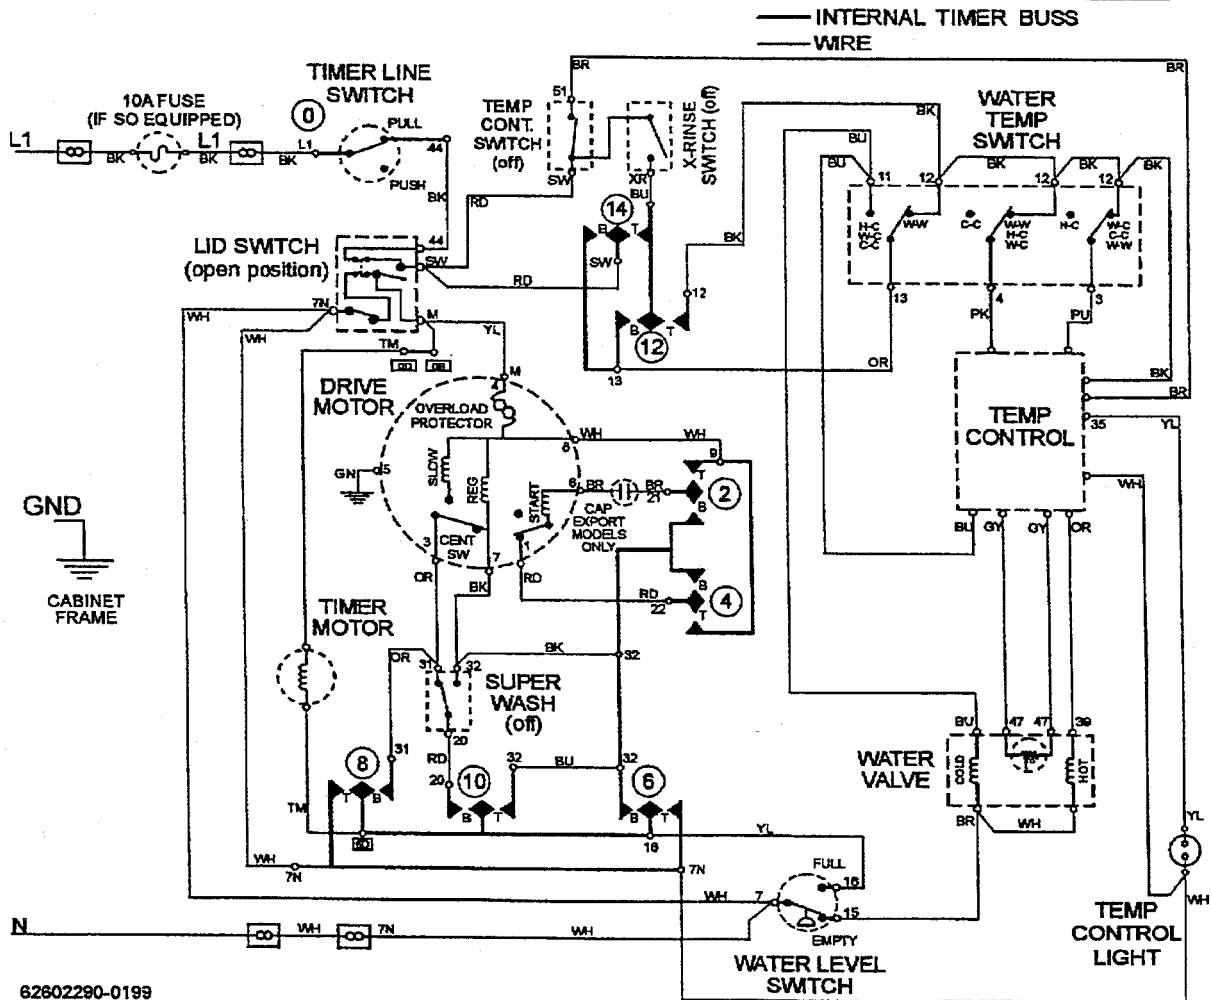 INTERNAL TIMER BUSS
WIRE
TIMER LINE
SWITCH
10A FUSE
(IF SO EQUIPPED)
0
L1
BK
L1
BK
BK
L1
PULL
PUSH
44
BK
44
SW
BR
BR
51
TEMP
CONT.
SWITCH
(off)
SW
X-RINSE
SWITCH (off)
XR
BU
RD
14
B
T
SW
RD
12
B
T
12
13
BK
BK
BU
BU
WATER
TEMP
SWITCH
11
12
BK
12
BK
12
BK
H-C
W-C
C-C
W-W
C-C
W-W
H-C
W-C
H-C
H-C
W-C
W-W
13
4
3
PK
PU
OR
LID SWITCH
(open position)
7N
M
WH
WH
YL
TM
DRIVE
MOTOR
M
4
OVERLOAD
PROTECTOR
SLOW
REG
START
GN
5
8
WH
WH
9
6
BR
BR
21
CAP
EXPORT
MODELS
ONLY
CENT
SW
3
7
1
OR
BK
RD
RD
22
T
2
B
B
4
T
TEMP
CONTROL
BK
BR
35
YL
WH
BU
GY
GY
OR
GND
CABINET
FRAME
TIMER
MOTOR
OR
31
32
BK
32
SUPER
WASH
(off)
20
RD
20
31
8
T
B
10
B
T
32
BU
32
6
B
T
TM
16
YL
WATER
VALVE
BU
47
47
39
COLD
HOT
BR
WH
WH
7N
7N
FULL
16
WH
7
15
EMPTY
WATER LEVEL
SWITCH
YL
WH
TEMP
CONTROL
LIGHT
N
WH
7N
WH
62602290-0199